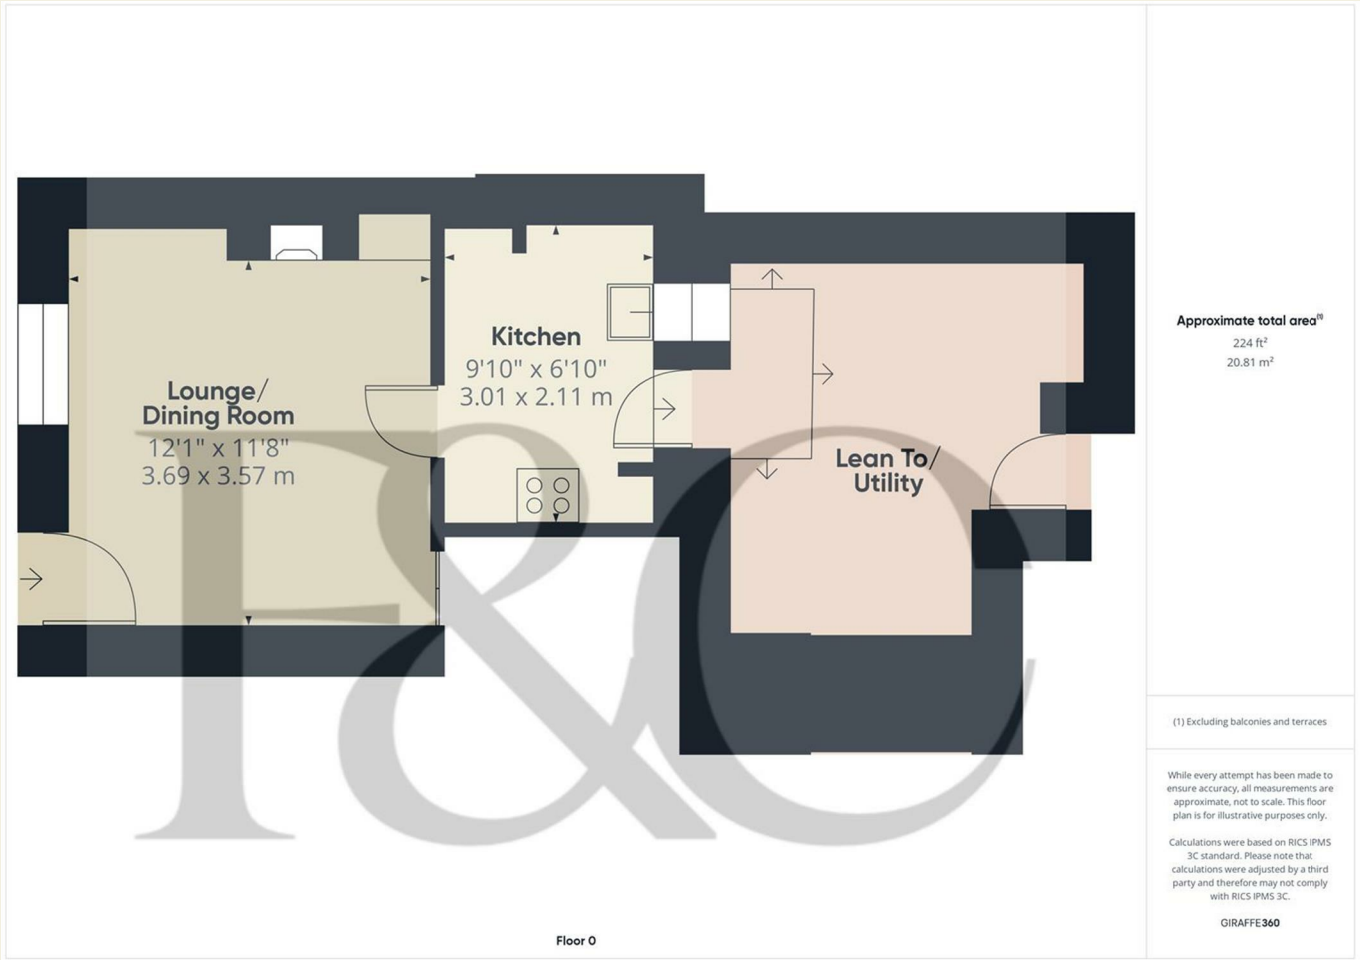 Lounge/
Dining Room
12'1" x 11'8"
3.69 x 3.57 m
Kitchen
9'10" x 6'10"
3.01 x 2.11 m
Lean To/
Utility
F&C
Floor 0
Approximate total area(1)
224 ft²
20.81 m²
(1) Excluding balconies and terraces
While every attempt has been made to
ensure accuracy, all measurements are
approximate, not to scale. This floor
plan is for illustrative purposes only.
Calculations were based on RICS IPMS
3C standard. Please note that
calculations were adjusted by a third
party and therefore may not comply
with RICS IPMS 3C.
GIRAFFE360